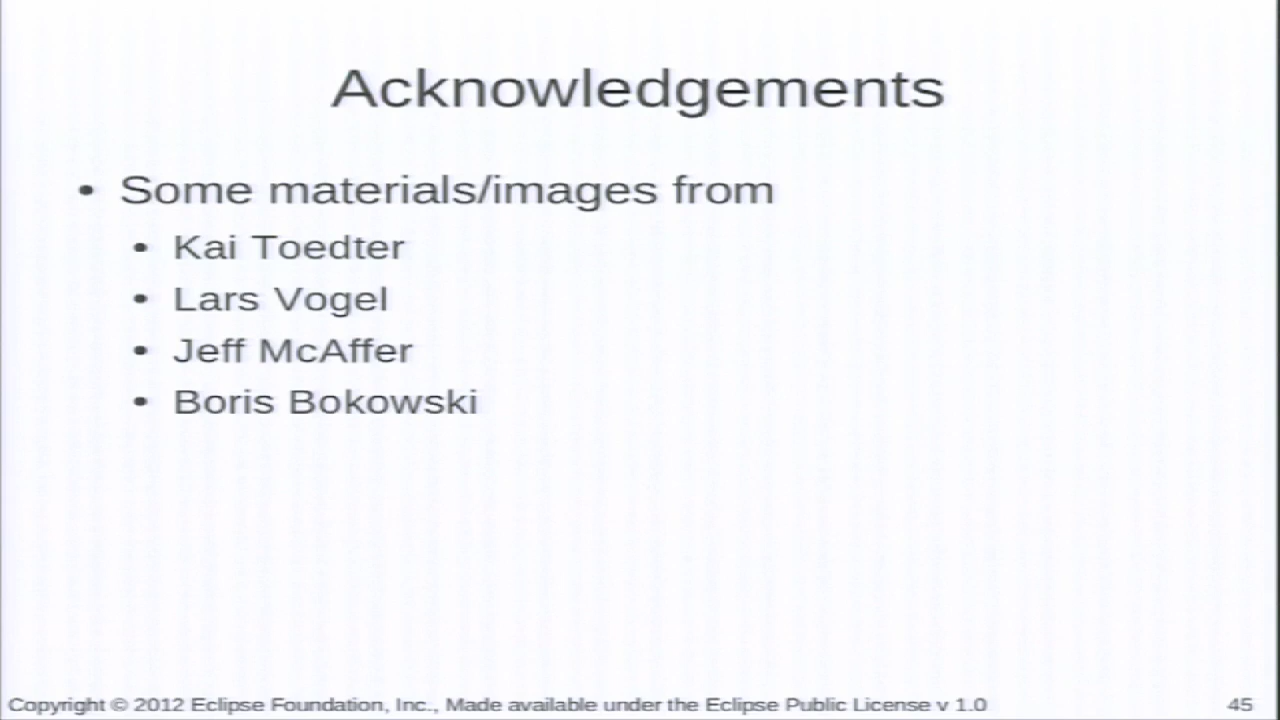 Acknowledgements
• Some materials/images from
• Kai Toedter
• Lars Vogel
• Jeff McAffer
• Boris Bokowski
Copyright © 2012 Eclipse Foundation, Inc., Made available under the Eclipse Public License v 1.0 45